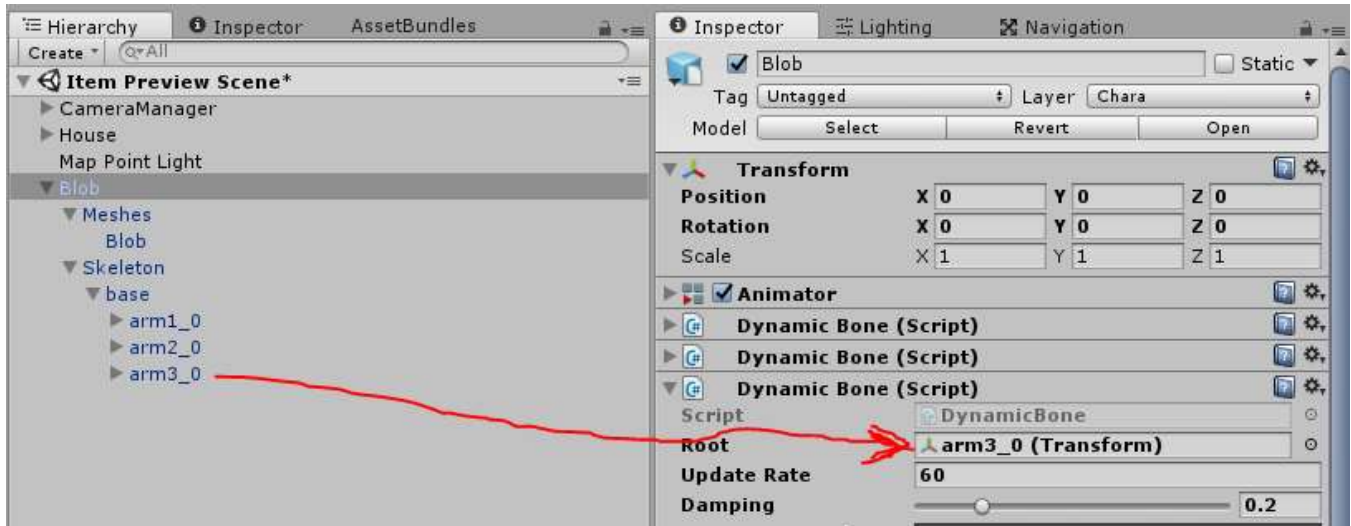 Hierarchy Inspector AssetBundles
Create All
Item Preview Scene*
CameraManager
House
Map Point Light
Blob
Meshes
Blob
Skeleton
base
arm1_0
arm2_0
arm3_0
Inspector Lighting Navigation
Blob Static
Tag Untagged Layer Chara
Model Select Revert Open
Transform
Position X 0 Y 0 Z 0
Rotation X 0 Y 0 Z 0
Scale X 1 Y 1 Z 1
Animator
C# Dynamic Bone (Script)
C# Dynamic Bone (Script)
C# Dynamic Bone (Script)
Script DynamicBone
Root arm3_0 (Transform)
Update Rate 60
Damping 0.2